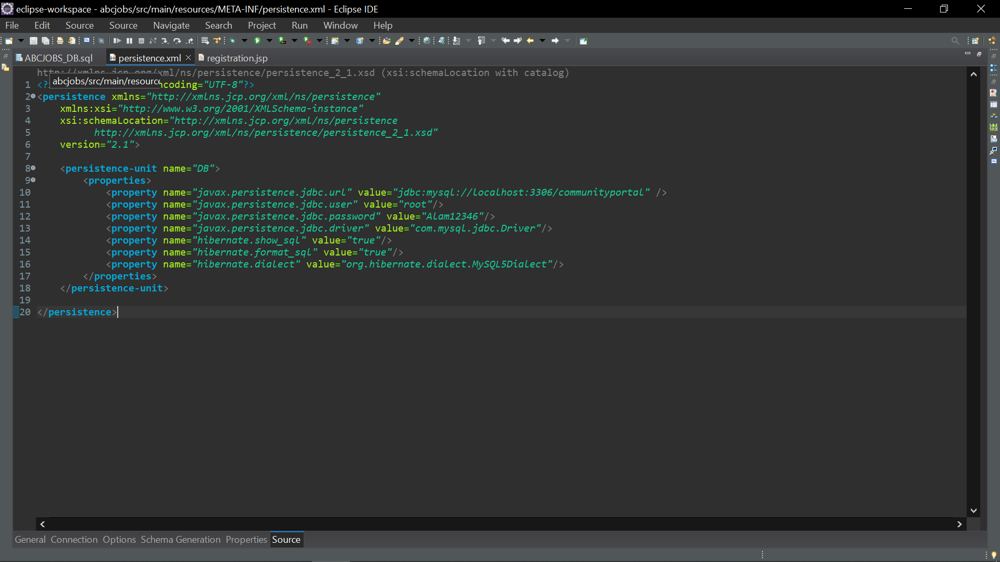 eclipse-workspace - abcjobs/src/main/resources/META-INF/persistence.xml - Eclipse IDE
File Edit Source Source Navigate Search Project Run Window Help
ABCJOBS_DB.sql persistence.xml registration.jsp
xml/ns/persistence/persistence_2_1.xsd (xsi:schemaLocation with catalog)
abcjobs/src/main/resourc
1 <? ncoding="UTF-8"?>
2 <persistence xmlns="http://xmlns.jcp.org/xml/ns/persistence"
3 xmlns:xsi="http://www.w3.org/2001/XMLSchema-instance"
4 xsi:schemaLocation="http://xmlns.jcp.org/xml/ns/persistence
5 http://xmlns.jcp.org/xml/ns/persistence/persistence_2_1.xsd"
6 version="2.1">
7
8 <persistence-unit name="DB">
9 <properties>
10 <property name="javax.persistence.jdbc.url" value="jdbc:mysql://localhost:3306/communityportal" />
11 <property name="javax.persistence.jdbc.user" value="root"/>
12 <property name="javax.persistence.jdbc.password" value="Alam12346"/>
13 <property name="javax.persistence.jdbc.driver" value="com.mysql.jdbc.Driver"/>
14 <property name="hibernate.show_sql" value="true"/>
15 <property name="hibernate.format_sql" value="true"/>
16 <property name="hibernate.dialect" value="org.hibernate.dialect.MySQL5Dialect"/>
17 </properties>
18 </persistence-unit>
19
20 </persistence>
General Connection Options Schema Generation Properties Source